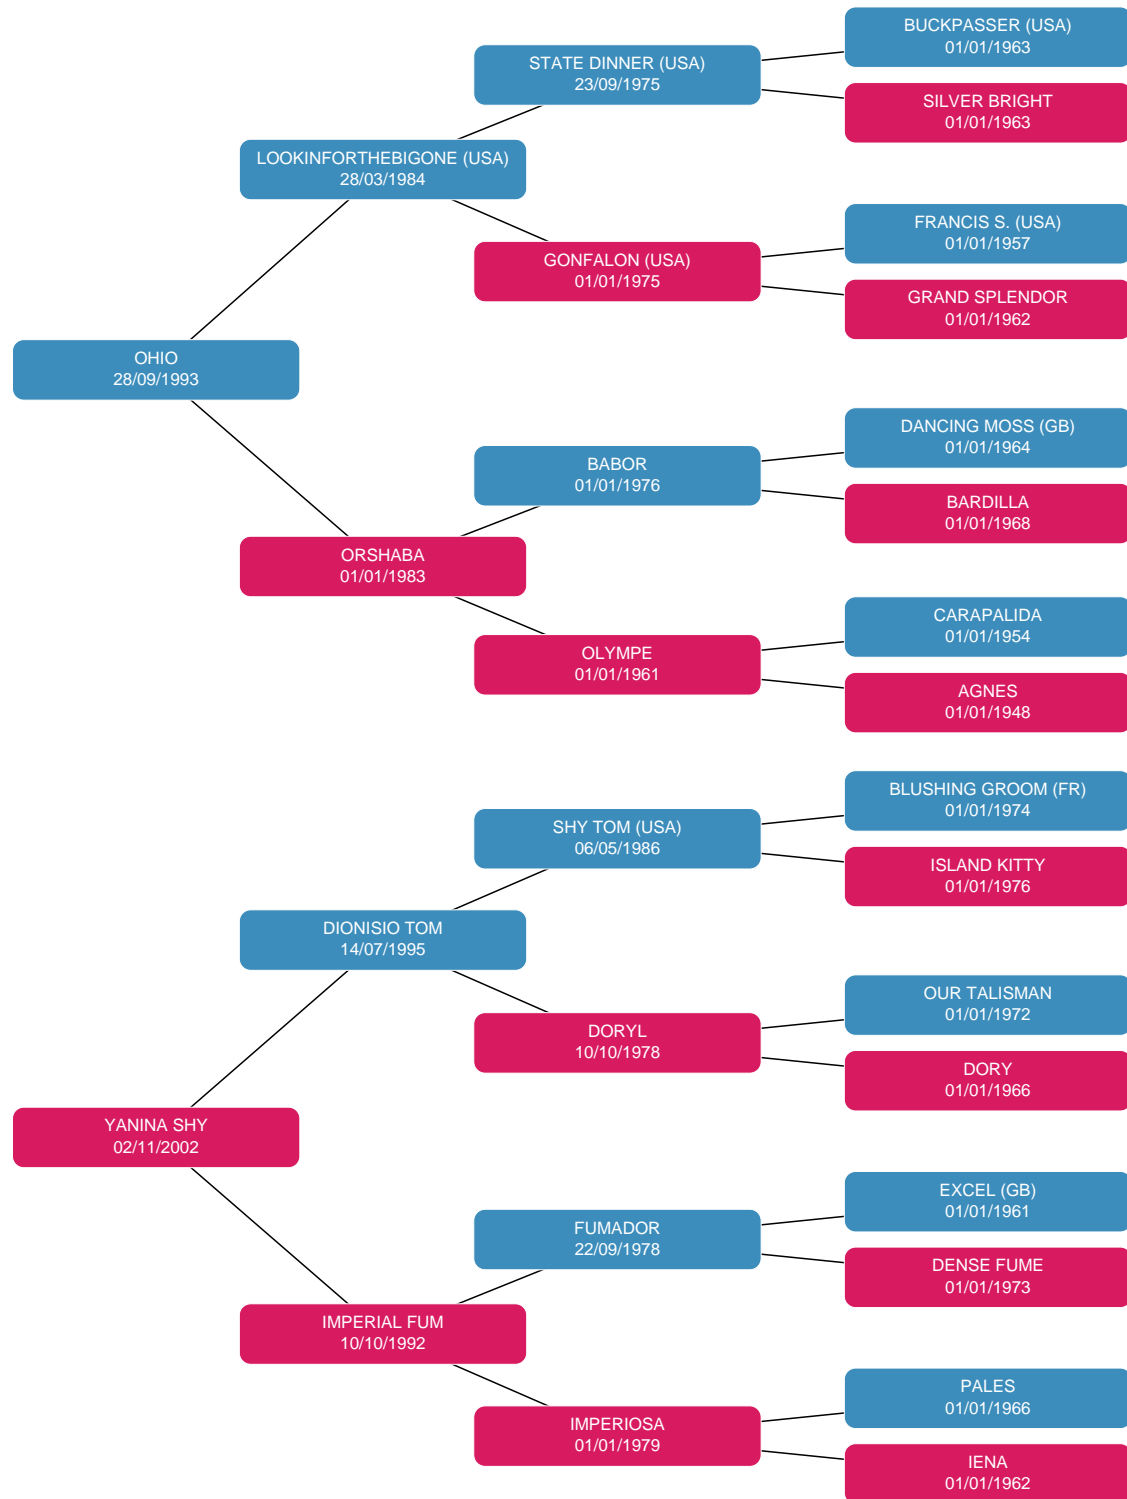 BUCKPASSER (USA)
01/01/1963
STATE DINNER (USA)
23/09/1975
SILVER BRIGHT
01/01/1963
LOOKINFORTHEBIGONE (USA)
28/03/1984
FRANCIS S. (USA)
01/01/1957
GONFALON (USA)
01/01/1975
GRAND SPLENDOR
01/01/1962
OHIO
28/09/1993
DANCING MOSS (GB)
01/01/1964
BABOR
01/01/1976
BARDILLA
01/01/1968
ORSHABA
01/01/1983
CARAPALIDA
01/01/1954
OLYMPE
01/01/1961
AGNES
01/01/1948
BLUSHING GROOM (FR)
01/01/1974
SHY TOM (USA)
06/05/1986
ISLAND KITTY
01/01/1976
DIONISIO TOM
14/07/1995
OUR TALISMAN
01/01/1972
DORYL
10/10/1978
DORY
01/01/1966
YANINA SHY
02/11/2002
EXCEL (GB)
01/01/1961
FUMADOR
22/09/1978
DENSE FUME
01/01/1973
IMPERIAL FUM
10/10/1992
PALES
01/01/1966
IMPERIOSA
01/01/1979
IENA
01/01/1962